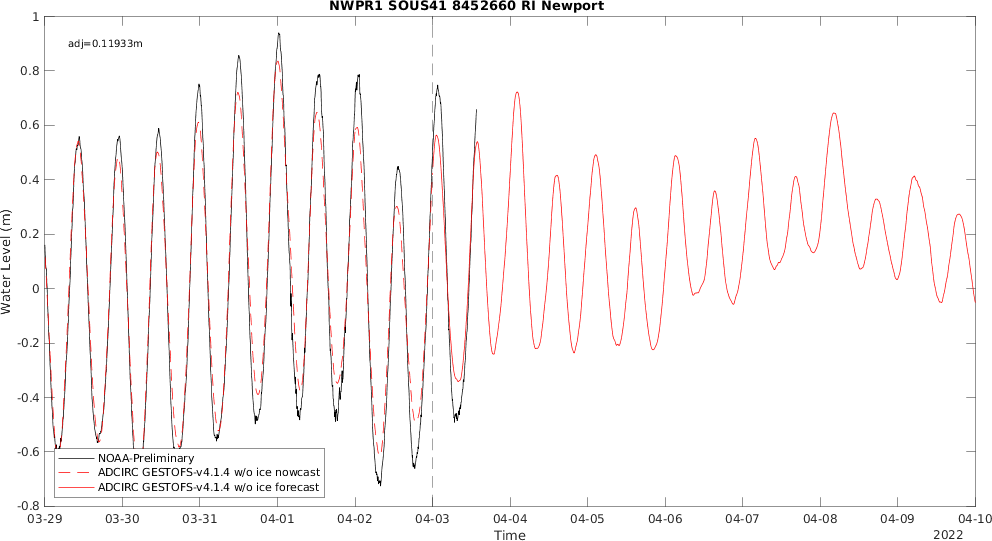 NWPR1 SOUS41 8452660 RI Newport
adj=0.11933m
1
0.8
0.6
0.4
0.2
0
-0.2
-0.4
-0.6
-0.8
Water Level (m)
NOAA-Preliminary
ADCIRC GESTOFS-v4.1.4 w/o ice nowcast
ADCIRC GESTOFS-v4.1.4 w/o ice forecast
03-29 03-30 03-31 04-01 04-02 04-03 04-04 04-05 04-06 04-07 04-08 04-09 04-10
Time
2022